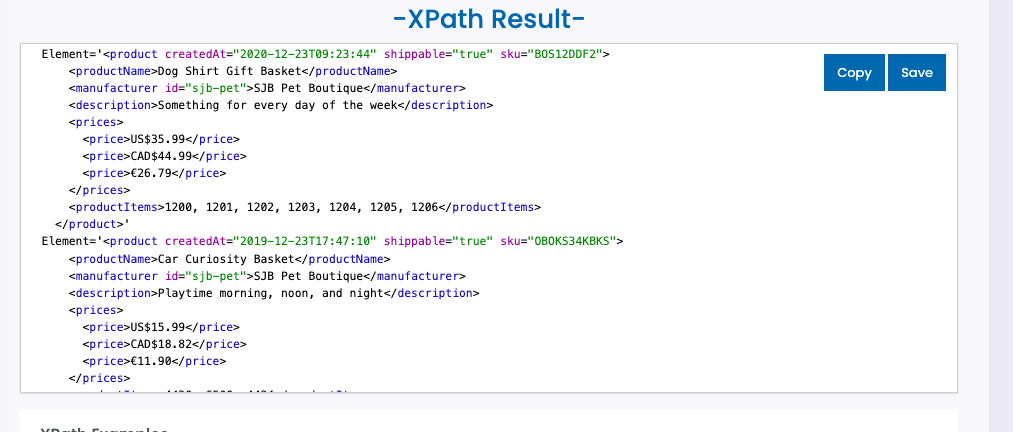 -XPath Result-
Element='<product createdAt="2020-12-23T09:23:44" shippable="true" sku="BOS12DDF2">
<productName>Dog Shirt Gift Basket</productName>
<manufacturer id="sjb-pet">SJB Pet Boutique</manufacturer>
<description>Something for every day of the week</description>
<prices>
<price>US$35.99</price>
<price>CAD$44.99</price>
<price>€26.79</price>
</prices>
<productItems>1200, 1201, 1202, 1203, 1204, 1205, 1206</productItems>
</product>'
Element='<product createdAt="2019-12-23T17:47:10" shippable="true" sku="OBOKS34KBKS">
<productName>Car Curiosity Basket</productName>
<manufacturer id="sjb-pet">SJB Pet Boutique</manufacturer>
<description>Playtime morning, noon, and night</description>
<prices>
<price>US$15.99</price>
<price>CAD$18.82</price>
<price>€11.90</price>
</prices>
Copy
Save
XPath Examples